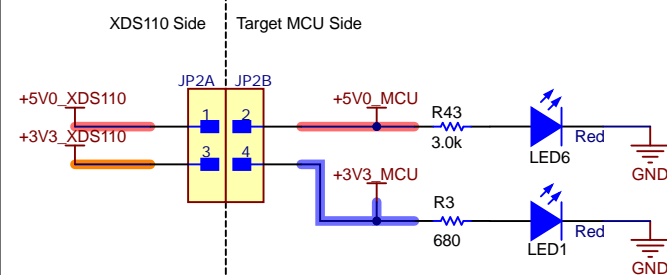 XDS110 Side Target MCU Side
JP2A JP2B
+5V0_XDS110
+5V0_MCU
1 2
R43
3.0k
Red
LED6
+3V3_XDS110
3 4
GND
+3V3_MCU
R3
680
Red
LED1
GND